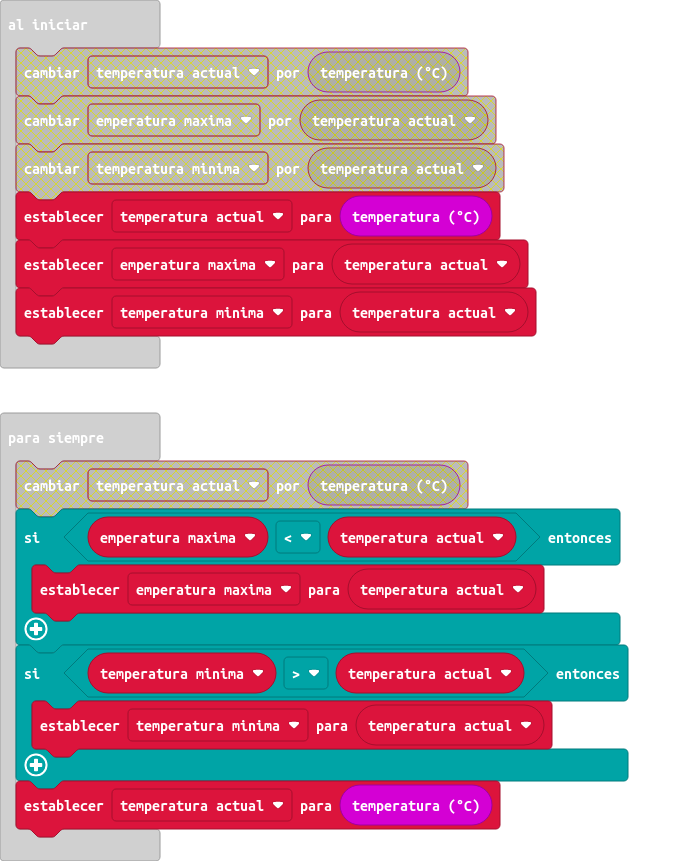 al iniciar
cambiar temperatura actual por temperatura (°C)
cambiar emperatura maxima por temperatura actual
cambiar temperatura minima por temperatura actual
establecer temperatura actual para temperatura (°C)
establecer emperatura maxima para temperatura actual
establecer temperatura minima para temperatura actual
para siempre
cambiar temperatura actual por temperatura (°C)
si emperatura maxima < temperatura actual entonces
establecer emperatura maxima para temperatura actual
si temperatura minima > temperatura actual entonces
establecer temperatura minima para temperatura actual
establecer temperatura actual para temperatura (°C)